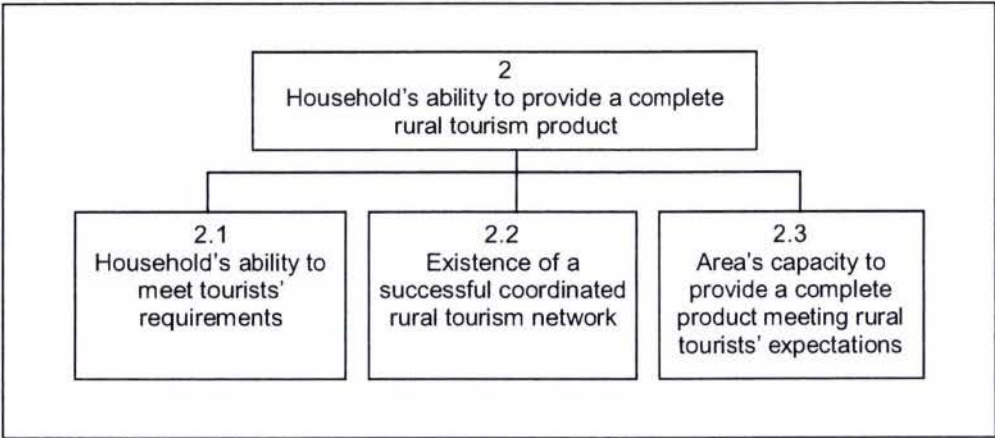 2
Household's ability to provide a complete
rural tourism product
2.1
Household's ability to
meet tourists'
requirements
2.2
Existence of a
successful coordinated
rural tourism network
2.3
Area's capacity to
provide a complete
product meeting rural
tourists' expectations